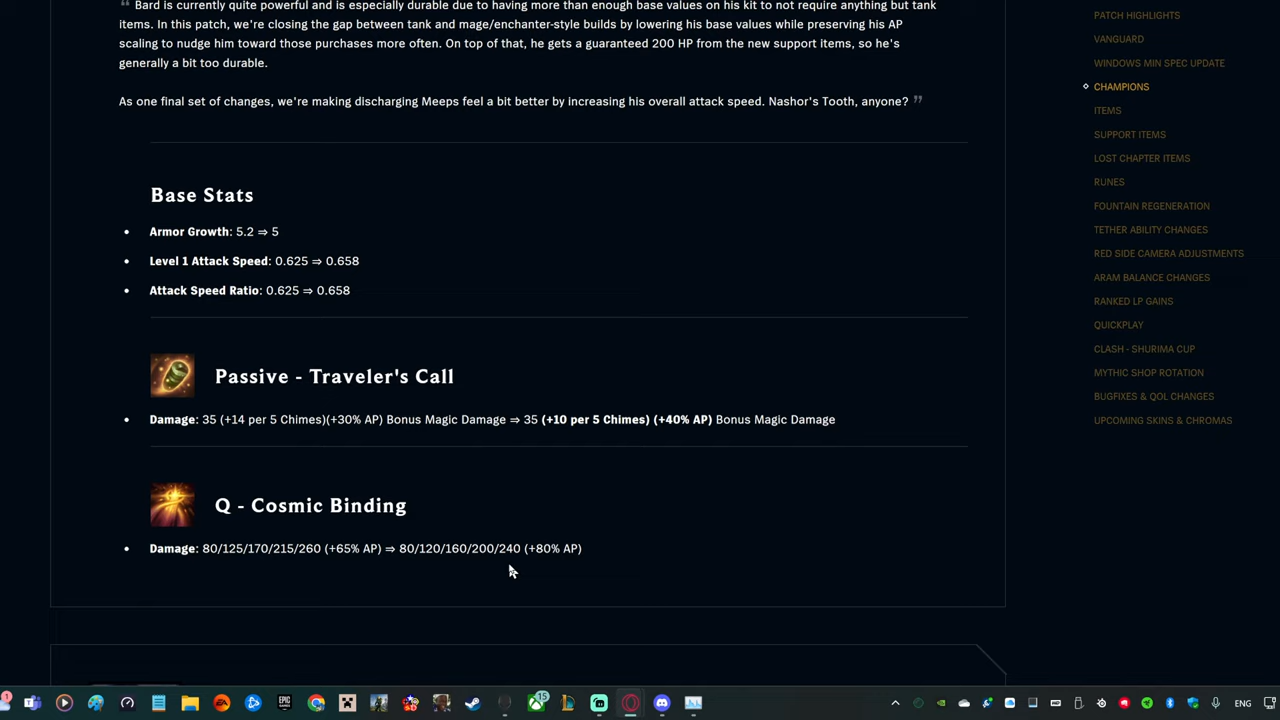 Bard is currently quite powerful and is especially durable due to having more than enough base values on his kit to not require anything but tank
items. In this patch, we're closing the gap between tank and mage/enchanter-style builds by lowering his base values while preserving his AP
scaling to nudge him toward those purchases more often. On top of that, he gets a guaranteed 200 HP from the new support items, so he's
generally a bit too durable.
As one final set of changes, we're making discharging Meeps feel a bit better by increasing his overall attack speed. Nashor's Tooth, anyone? ”
Base Stats
• Armor Growth: 5.2 ⇒ 5
• Level 1 Attack Speed: 0.625 ⇒ 0.658
• Attack Speed Ratio: 0.625 ⇒ 0.658
Passive - Traveler's Call
• Damage: 35 (+14 per 5 Chimes)(+30% AP) Bonus Magic Damage ⇒ 35 (+10 per 5 Chimes) (+40% AP) Bonus Magic Damage
Q - Cosmic Binding
• Damage: 80/125/170/215/260 (+65% AP) ⇒ 80/120/160/200/240 (+80% AP)
PATCH HIGHLIGHTS
VANGUARD
WINDOWS MIN SPEC UPDATE
CHAMPIONS
ITEMS
SUPPORT ITEMS
LOST CHAPTER ITEMS
RUNES
FOUNTAIN REGENERATION
TETHER ABILITY CHANGES
RED SIDE CAMERA ADJUSTMENTS
ARAM BALANCE CHANGES
RANKED LP GAINS
QUICKPLAY
CLASH - SHURIMA CUP
MYTHIC SHOP ROTATION
BUGFIXES & QOL CHANGES
UPCOMING SKINS & CHROMAS
1
EA
EPIC
GAMES
15
ENG